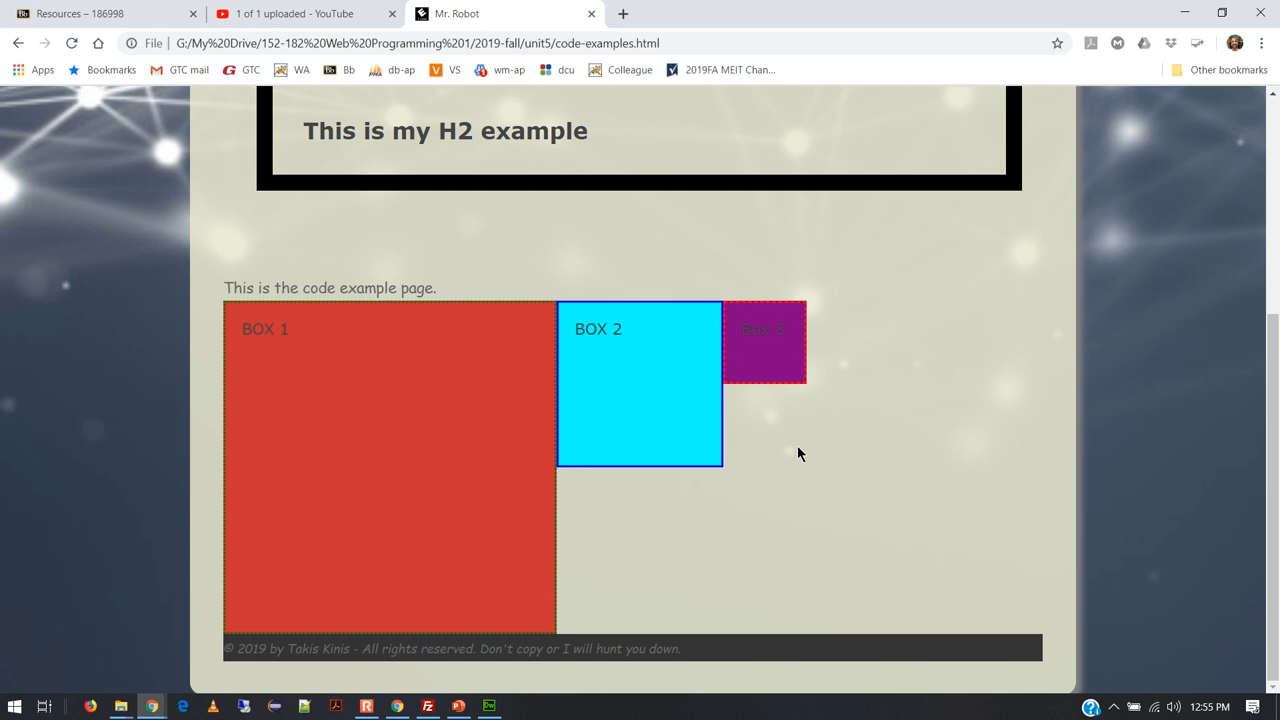 Resources – 186998
1 of 1 uploaded - YouTube
Mr. Robot
File
G:/My%20Drive/152-182%20Web%20Programming%201/2019-fall/unit5/code-examples.html
Apps
Bookmarks
GTC mail
GTC
WA
Bb
db-ap
VS
wm-ap
dcu
Colleague
2019FA MEIT Chan...
Other bookmarks
This is my H2 example
This is the code example page.
BOX 1
BOX 2
Box 3
© 2019 by Takis Kinis - All rights reserved. Don't copy or I will hunt you down.
12:55 PM